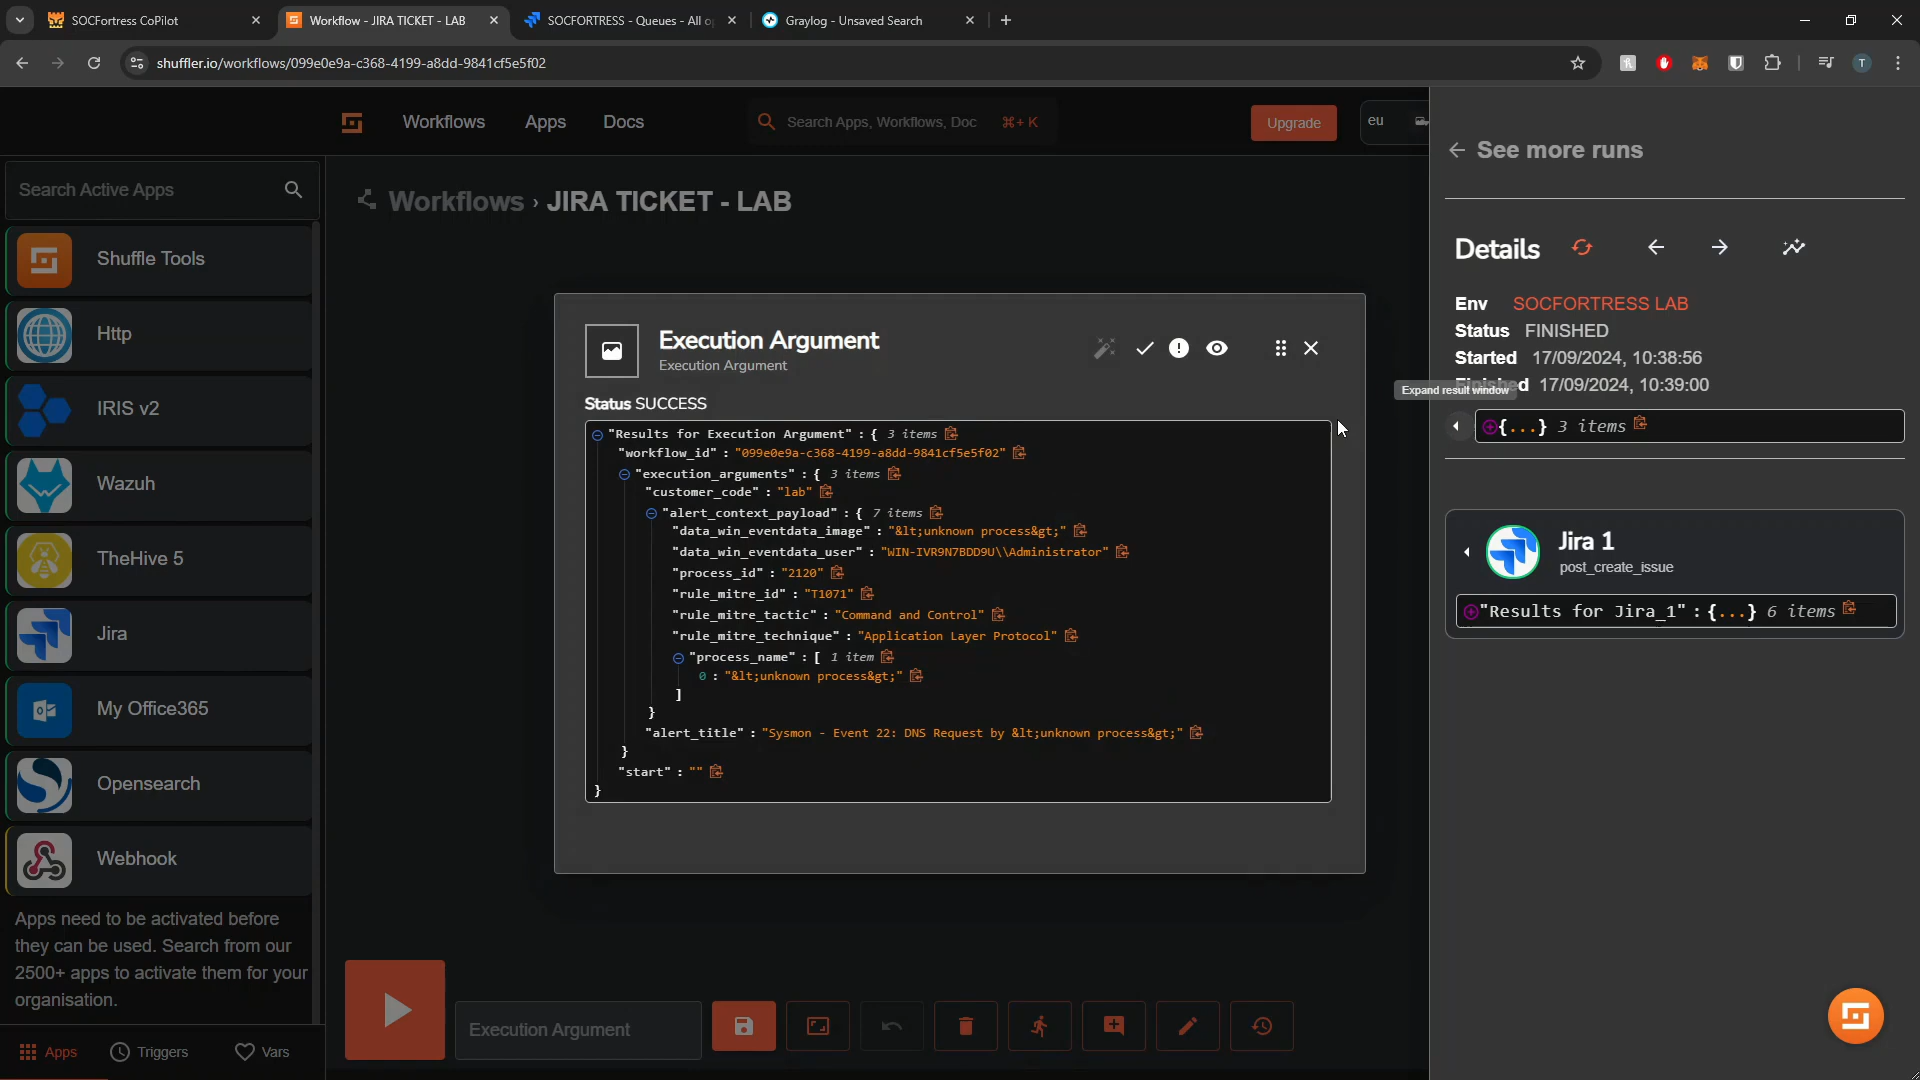 SOCFortress CoPilot
Workflow - JIRA TICKET - LAB
SOCFORTRESS - Queues - All o
Graylog - Unsaved Search
shuffler.io/workflows/099e0e9a-c368-4199-a8dd-9841cf5e5f02
T
Workflows
Apps
Docs
Search Apps, Workflows, Doc
⌘+ K
Upgrade
eu
← See more runs
Search Active Apps
Shuffle Tools
Http
IRIS v2
Wazuh
TheHive 5
Jira
My Office365
Opensearch
Webhook
Apps need to be activated before
they can be used. Search from our
2500+ apps to activate them for your
organisation.
Apps
Triggers
Vars
Workflows › JIRA TICKET - LAB
Execution Argument
Execution Argument
Status SUCCESS
"Results for Execution Argument" : { 3 items
"workflow_id" : "099e0e9a-c368-4199-a8dd-9841cf5e5f02"
"execution_arguments" : { 3 items
"customer_code" : "lab"
"alert_context_payload" : { 7 items
"data_win_eventdata_image" : "&lt;unknown process&gt;"
"data_win_eventdata_user" : "WIN-IVR9N7BDD9U\\Administrator"
"process_id" : "2120"
"rule_mitre_id" : "T1071"
"rule_mitre_tactic" : "Command and Control"
"rule_mitre_technique" : "Application Layer Protocol"
"process_name" : [ 1 item
0 : "&lt;unknown process&gt;"
]
}
"alert_title" : "Sysmon - Event 22: DNS Request by &lt;unknown process&gt;"
}
"start" : ""
}
Execution Argument
Details
Env SOCFORTRESS LAB
Status FINISHED
Started 17/09/2024, 10:38:56
Finished 17/09/2024, 10:39:00
Expand result window
{...} 3 items
Jira 1
post_create_issue
"Results for Jira_1" : {...} 6 items